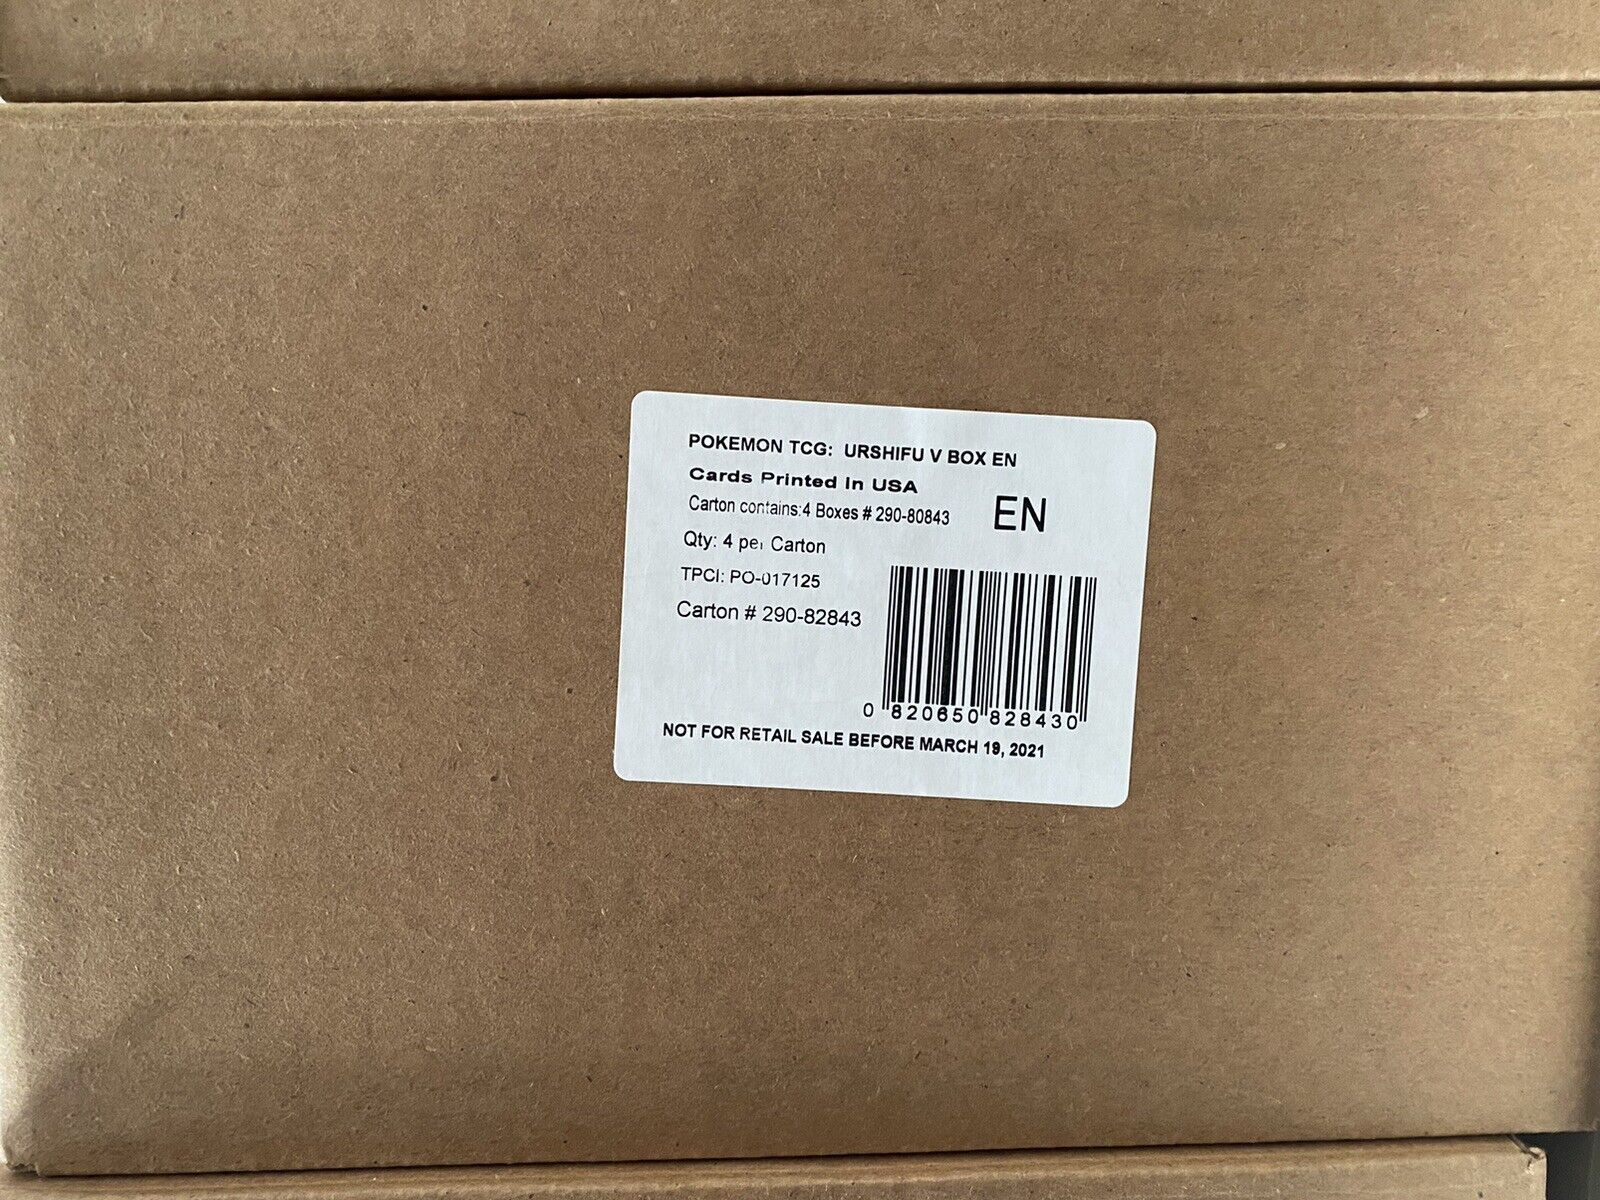 POKEMON TCG: URSHIFU V BOX EN
Cards Printed In USA
Carton contains:4 Boxes # 290-80843
EN
Qty: 4 per Carton
TPCI: PO-017125
Carton # 290-82843
0 820650 828430
NOT FOR RETAIL SALE BEFORE MARCH 19, 2021